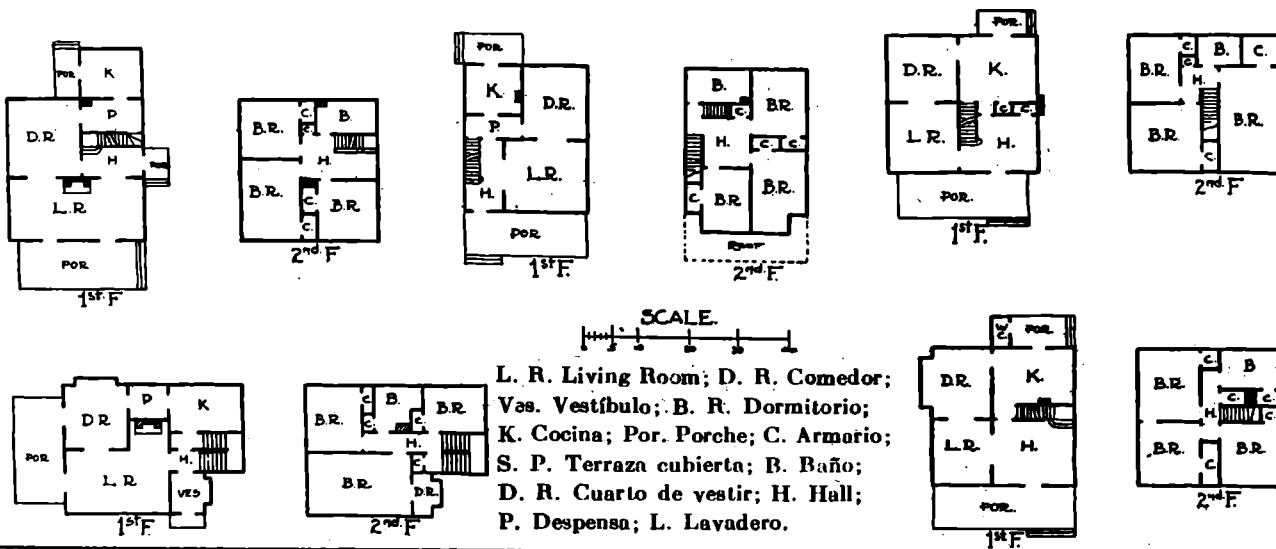 POR K. D.R. P H. POR L.R POR 1st. F
B.R. C. C. B. H. B.R. C. C. B.R 2nd. F
POR K. D.R. P. L.R. H. POR 1st F
B. C. B.R. H. C. C. C. B.R B.R. ROOF 2nd. F.
POR. D.R. K. C. C. L.R. H. POR. 1st F.
B.R. C. C. B. C. H. B.R. B.R. C. 2nd. F
SCALE.
L. R. Living Room; D. R. Comedor;
Vas. Vestíbulo; B. R. Dormitorio;
K. Cocina; Por. Porche; C. Armario;
S. P. Terraza cubierta; B. Baño;
D. R. Cuarto de vestir; H. Hall;
P. Despensa; L. Lavadero.
D R. P K POR H. L.R VES 1st F
B.R. C C B. C. B.R. H. B.R. C. D.R. 2nd F
W C. POR. D.R. K. L.R. H. POR. 1st F
B.R. C. B C. C. H. C. B.R. C B.R 2nd. F